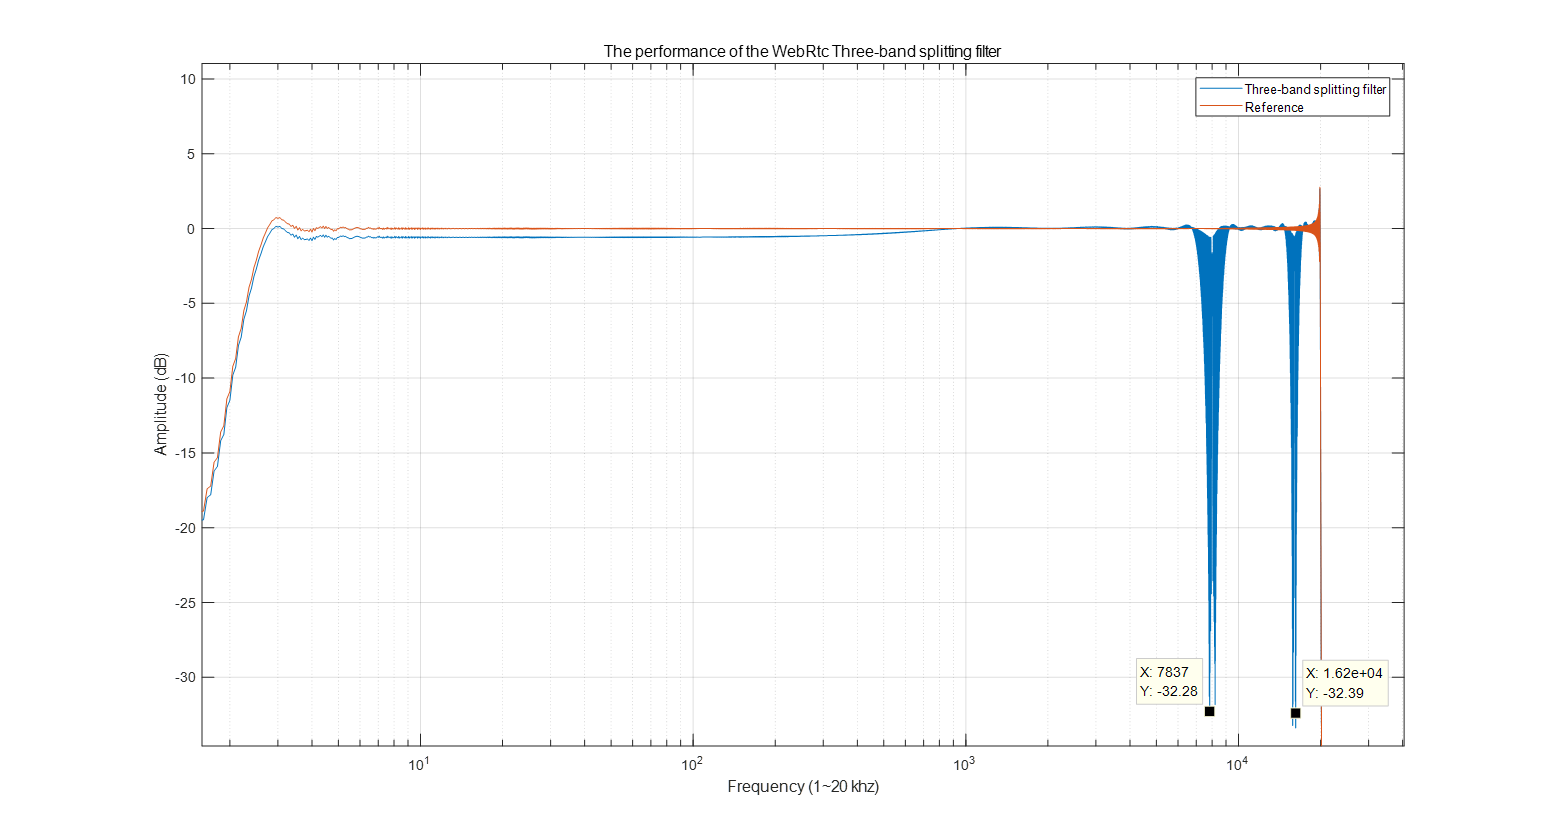 The performance of the WebRtc Three-band splitting filter
Three-band splitting filter
Reference
10
5
0
-5
-10
-15
-20
-25
-30
Amplitude (dB)
X: 7837
Y: -32.28
X: 1.62e+04
Y: -32.39
10^1
10^2
10^3
10^4
Frequency (1~20 khz)